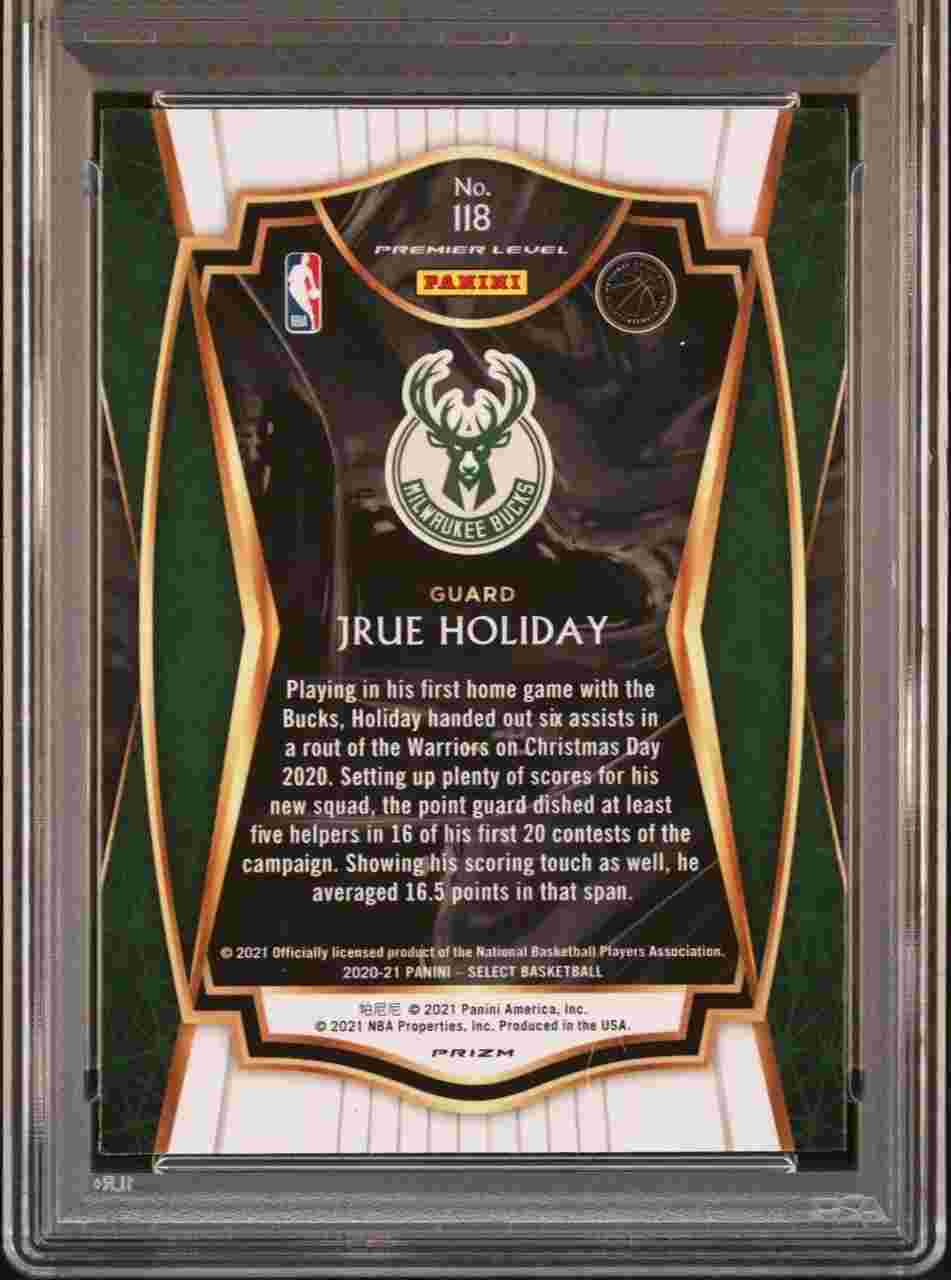 No.
118
PREMIER LEVEL
PANINI
NBA
MILWAUKEE BUCKS
GUARD
JRUE HOLIDAY
Playing in his first home game with the
Bucks, Holiday handed out six assists in
a rout of the Warriors on Christmas Day
2020. Setting up plenty of scores for his
new squad, the point guard dished at least
five helpers in 16 of his first 20 contests of the
campaign. Showing his scoring touch as well, he
averaged 16.5 points in that span.
© 2021 Officially licensed product of the National Basketball Players Association.
2020-21 PANINI – SELECT BASKETBALL
帕尼尼 © 2021 Panini America, Inc.
© 2021 NBA Properties, Inc. Produced in the USA.
PRIZM